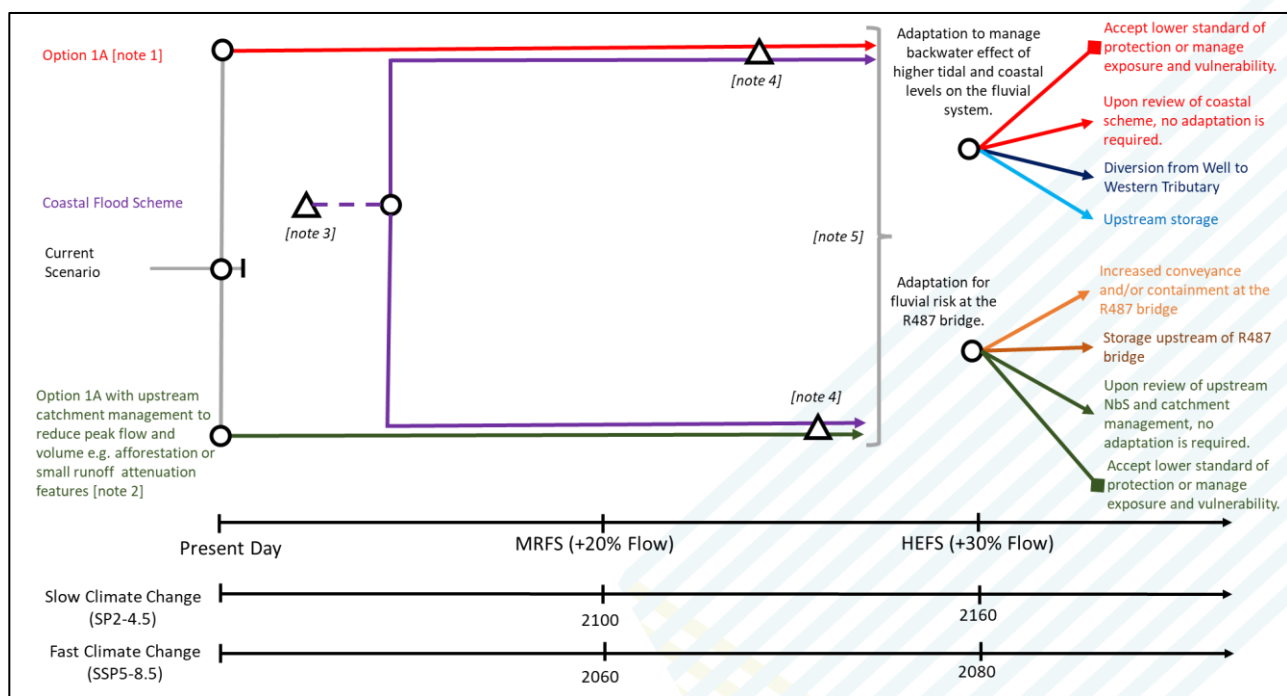 Option 1A [note 1]
[note 4]
Adaptation to manage
backwater effect of
higher tidal and coastal
levels on the fluvial
system.
Accept lower standard of
protection or manage
exposure and vulnerability.
Upon review of coastal
scheme, no adaptation is
required.
Diversion from Well to
Western Tributary
Upstream storage
Coastal Flood Scheme
[note 3]
[note 5]
Current
Scenario
Adaptation for
fluvial risk at the
R487 bridge.
Increased conveyance
and/or containment at the
R487 bridge
Storage upstream of R487
bridge
Upon review of upstream
NbS and catchment
management, no
adaptation is required.
Accept lower standard of
protection or manage
exposure and vulnerability.
Option 1A with upstream
catchment management to
reduce peak flow and
volume e.g. afforestation or
small runoff attenuation
features [note 2]
[note 4]
Present Day
MRFS (+20% Flow)
HEFS (+30% Flow)
Slow Climate Change
(SP2-4.5)
2100
2160
Fast Climate Change
(SSP5-8.5)
2060
2080